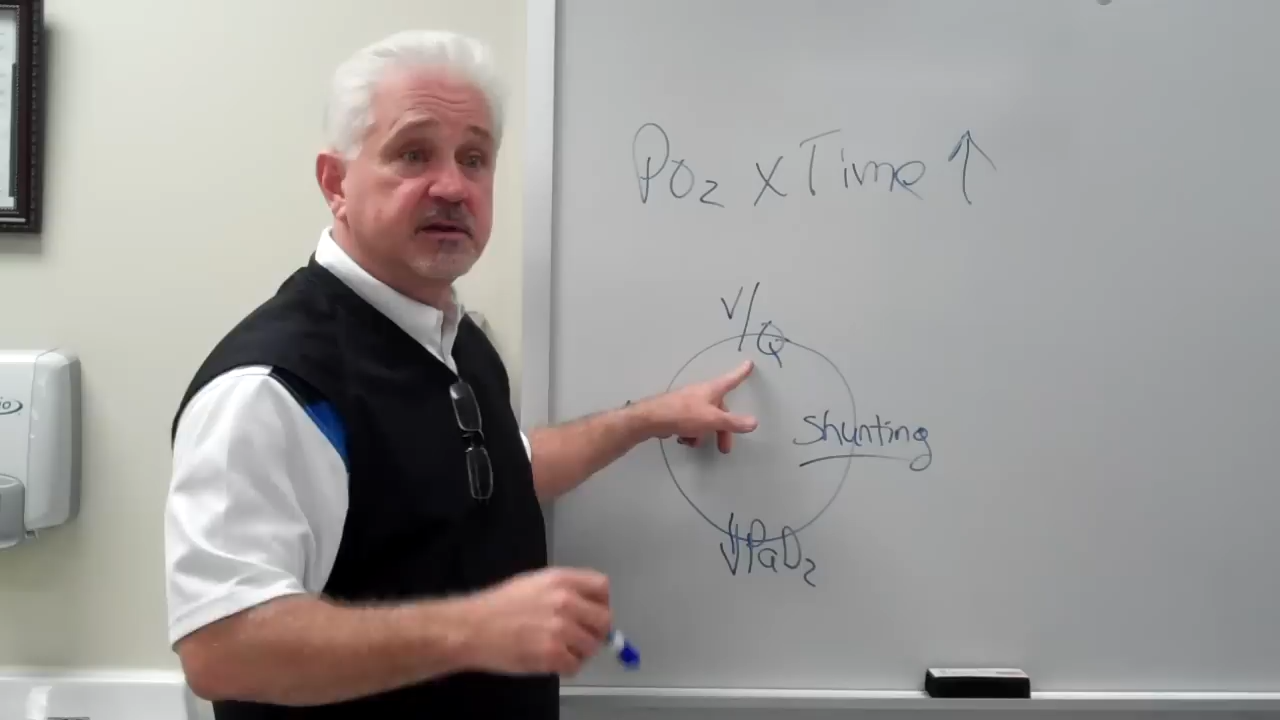 PO2 x Time ↑
V/Q
Shunting
↓PaO2